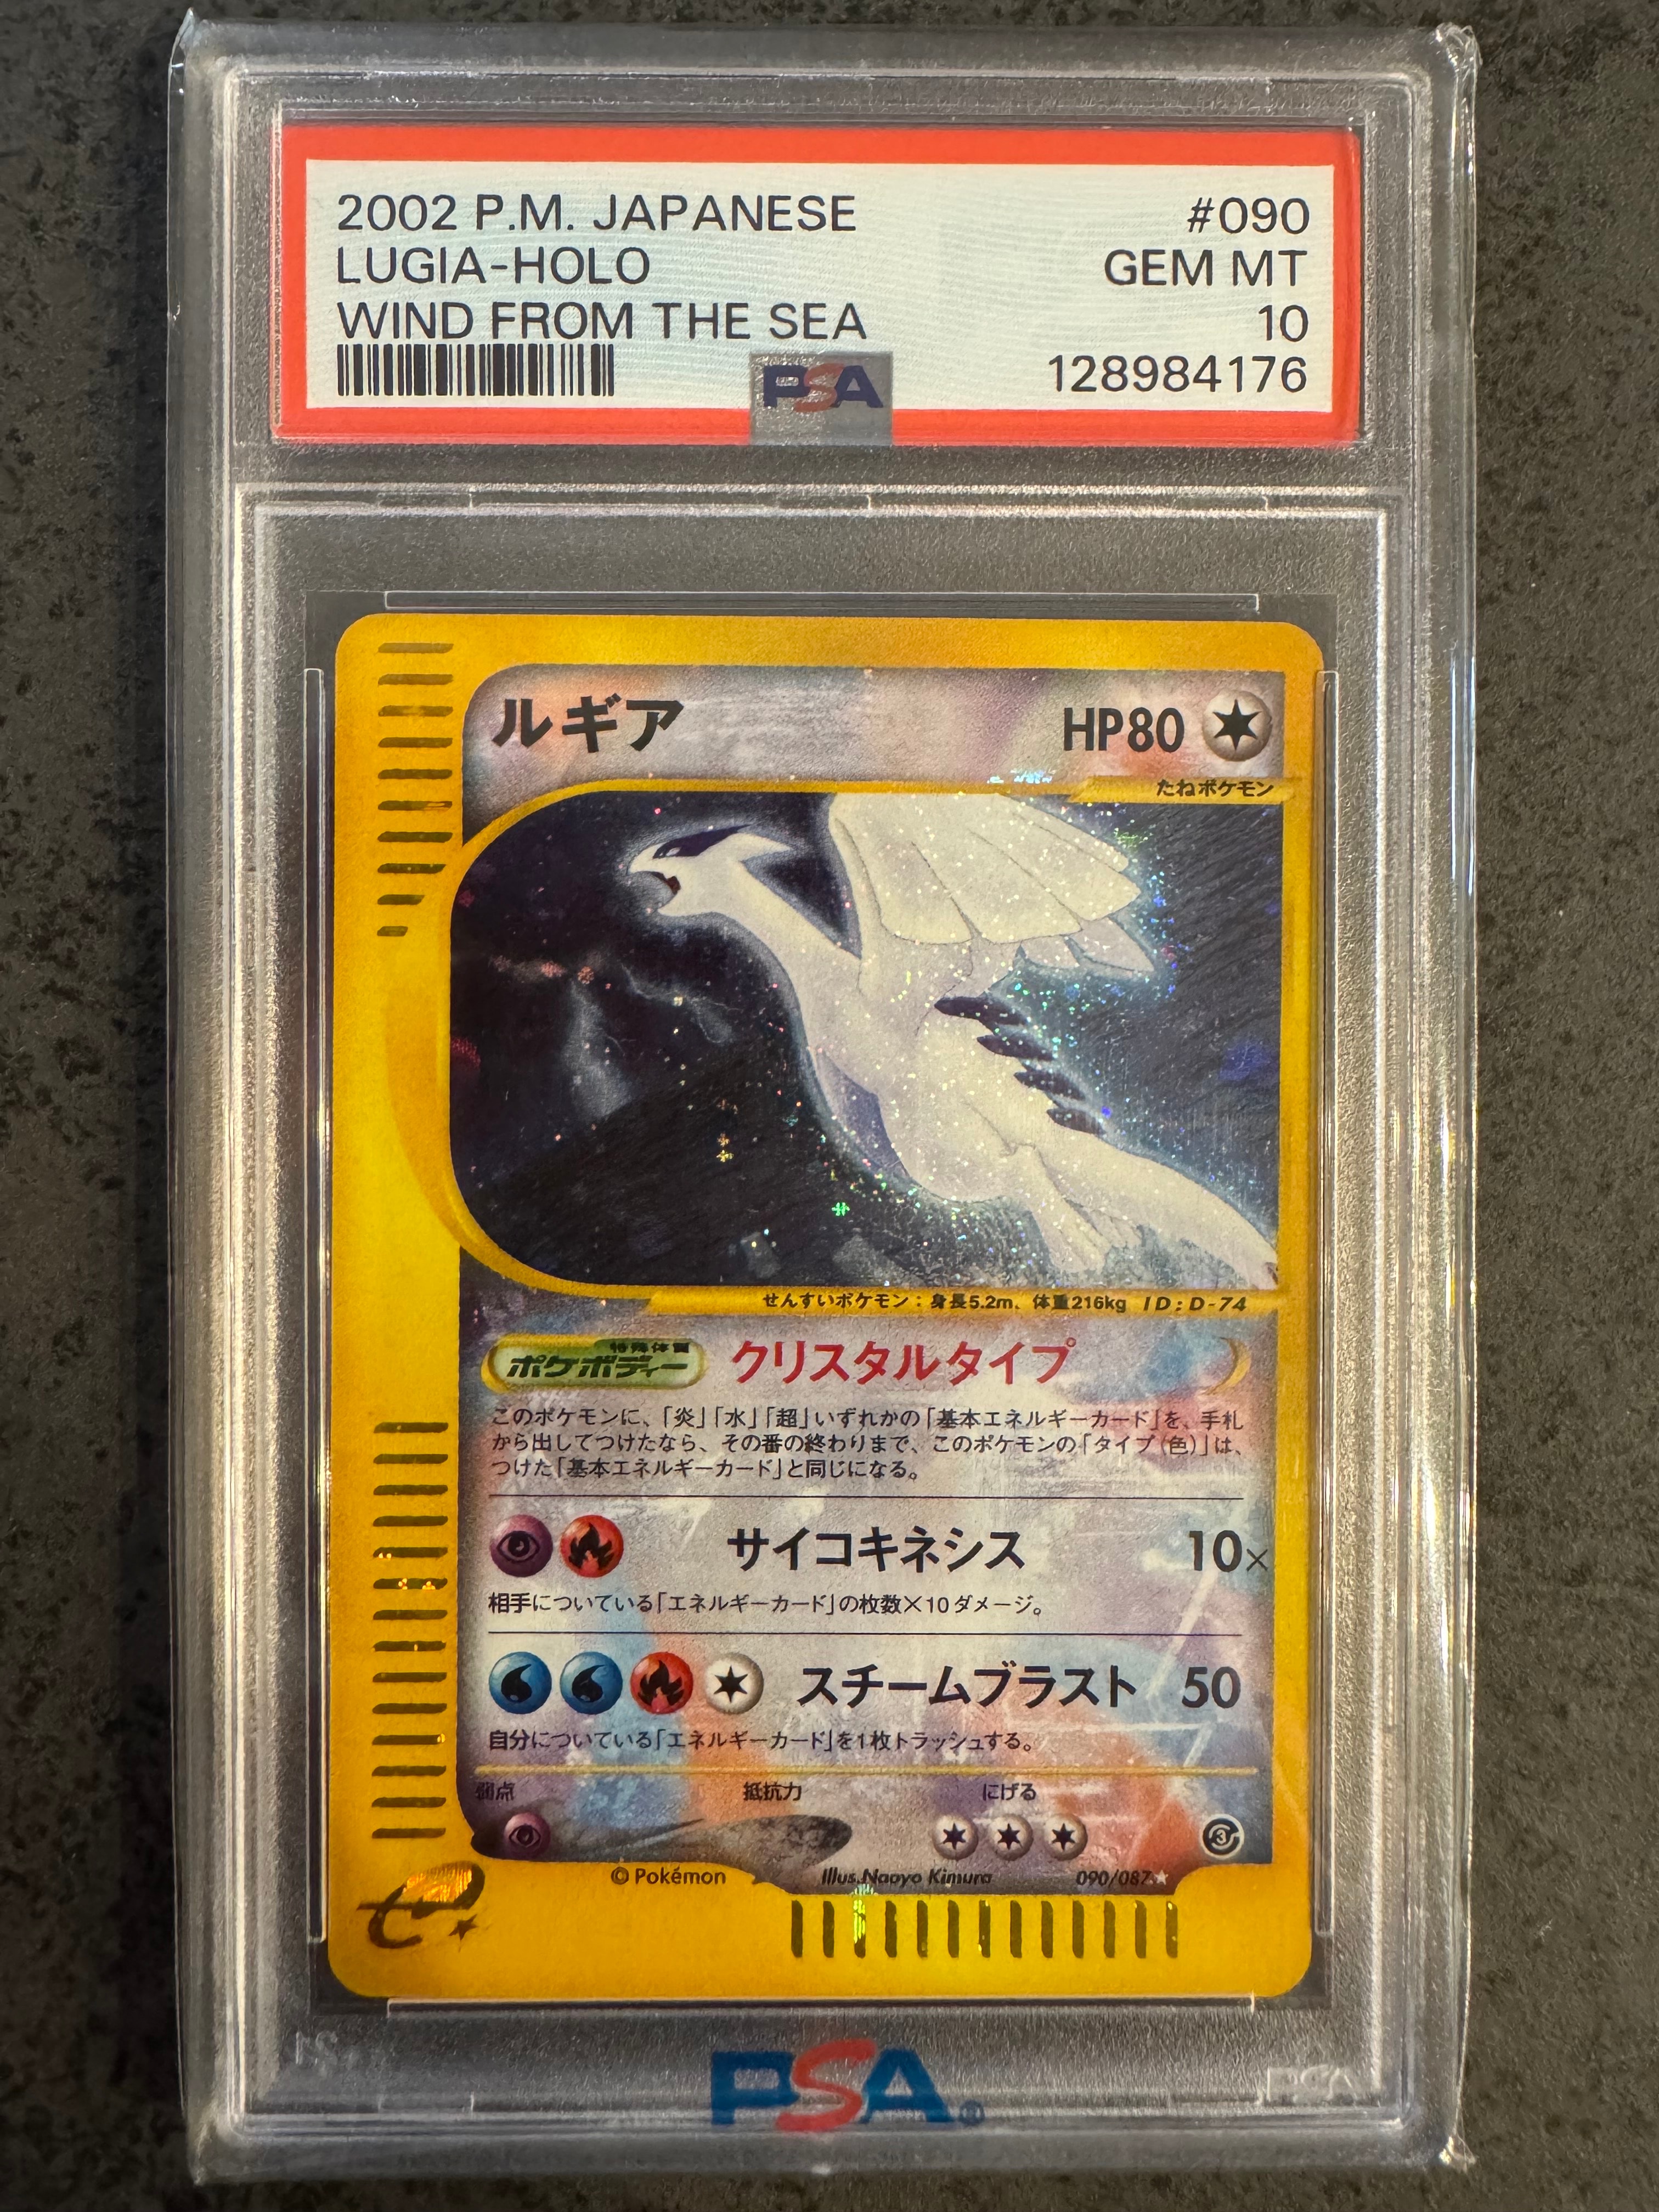 2002 P.M. JAPANESE #090
LUGIA-HOLO GEM MT
WIND FROM THE SEA 10
PSA 128984176
ルギア HP80
たねポケモン
せんすいポケモン：身長5.2m、体重216kg ID:D-74
特殊体質
ポケボディー クリスタルタイプ
このポケモンに、「炎」「水」「超」いずれかの「基本エネルギーカード」を、手札
から出してつけたなら、その番の終わりまで、このポケモンの「タイプ(色)」は、
つけた「基本エネルギーカード」と同じになる。
サイコキネシス 10×
相手についている「エネルギーカード」の枚数×10ダメージ。
スチームブラスト 50
自分についている「エネルギーカード」を1枚トラッシュする。
弱点 抵抗力 にげる
3
© Pokémon Illus.Naoyo Kimura 090/087★
e
PSA®
PSA